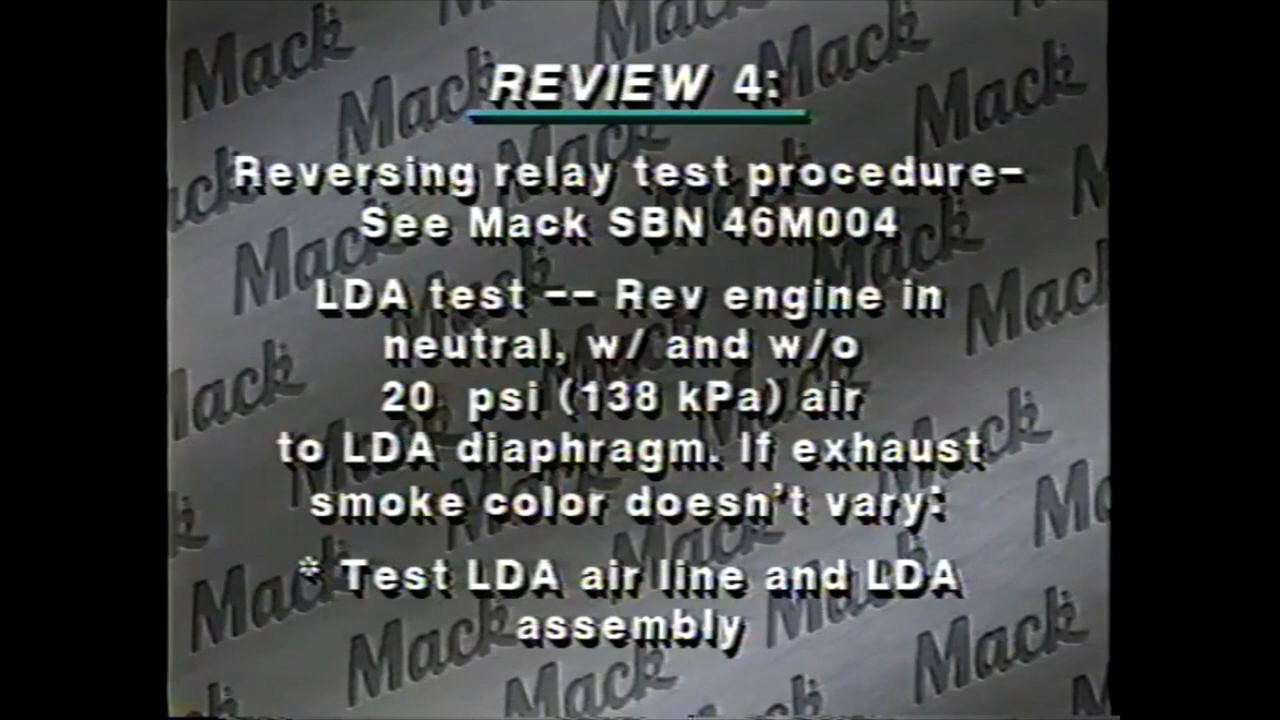 REVIEW 4:
Reversing relay test procedure-
See Mack SBN 46M004
LDA test -- Rev engine in
neutral, w/ and w/o
20 psi (138 kPa) air
to LDA diaphragm. If exhaust
smoke color doesn't vary:
* Test LDA air line and LDA
assembly